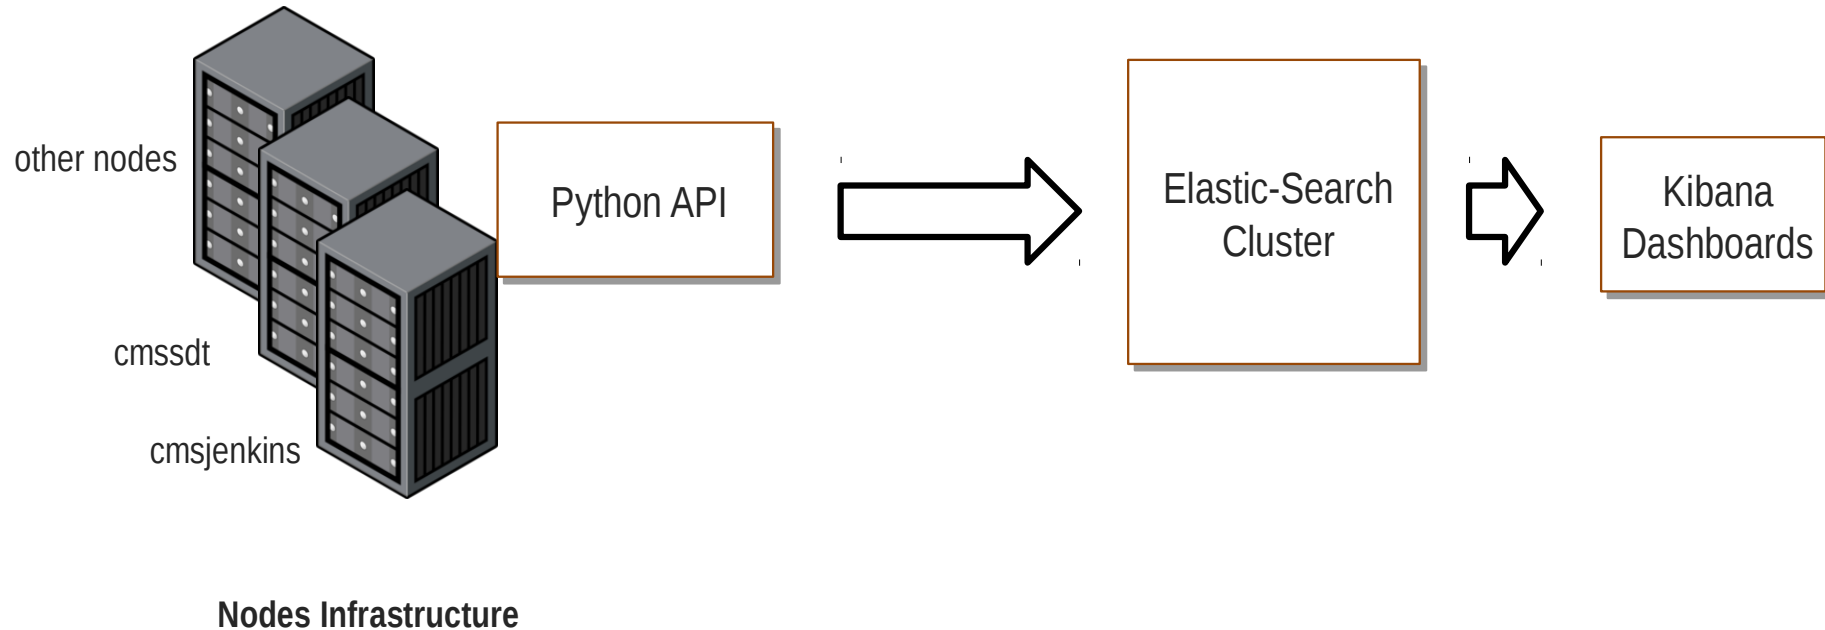 other nodes
cmssdt
cmsjenkins
Python API
Elastic-Search
Cluster
Kibana
Dashboards
Nodes Infrastructure